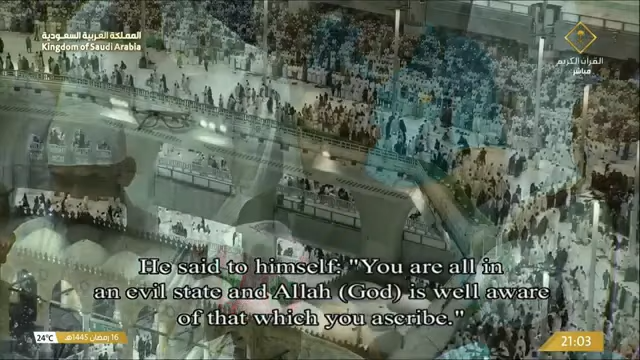 المملكة العربية السعودية
Kingdom of Saudi Arabia
القرآن الكريم
مباشر
He said to himself: "You are all in
an evil state and Allah (God) is well aware
of that which you ascribe."
24°C
16 رمضان 1445هـ
21:03